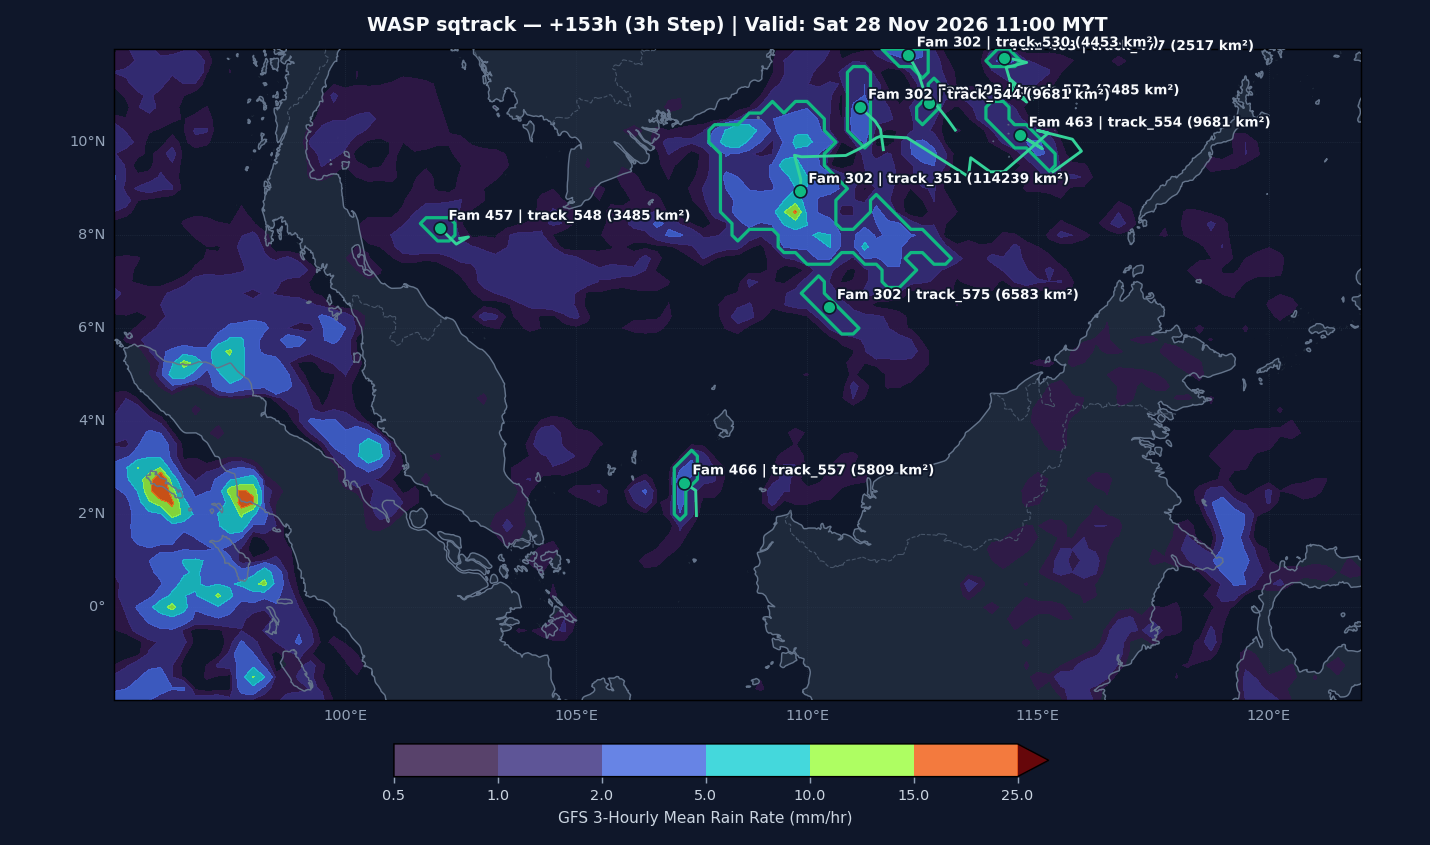 WASP sqtrack — +153h (3h Step) | Valid: Sat 28 Nov 2026 11:00 MYT
Fam 302 | track_530 (4453 km²)
7 (2517 km²)
(3485 km²)
Fam 302 | track_544 (9681 km²)
Fam 463 | track_554 (9681 km²)
10°N
Fam 302 | track_351 (114239 km²)
Fam 457 | track_548 (3485 km²)
8°N
Fam 302 | track_575 (6583 km²)
6°N
4°N
Fam 466 | track_557 (5809 km²)
2°N
0°
100°E 105°E 110°E 115°E 120°E
0.5 1.0 2.0 5.0 10.0 15.0 25.0
GFS 3-Hourly Mean Rain Rate (mm/hr)